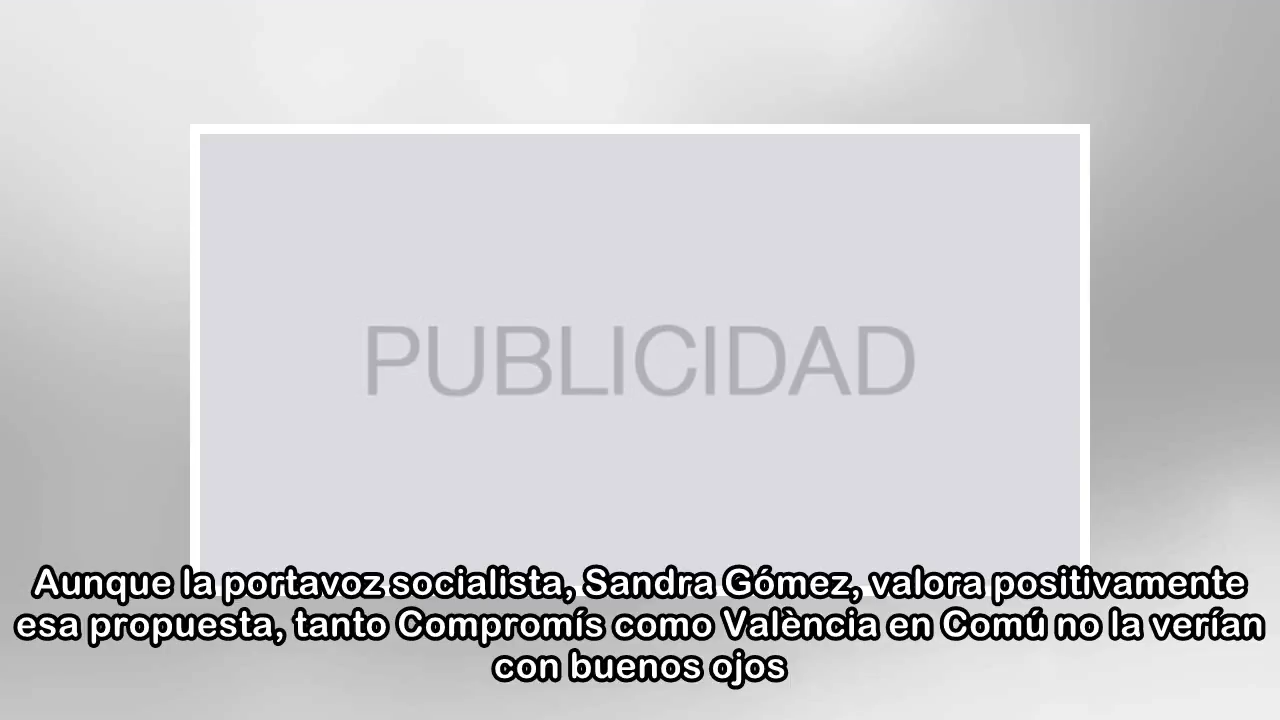 PUBLICIDAD
Aunque la portavoz socialista, Sandra Gómez, valora positivamente
esa propuesta, tanto Compromís como València en Comú no la verían
con buenos ojos